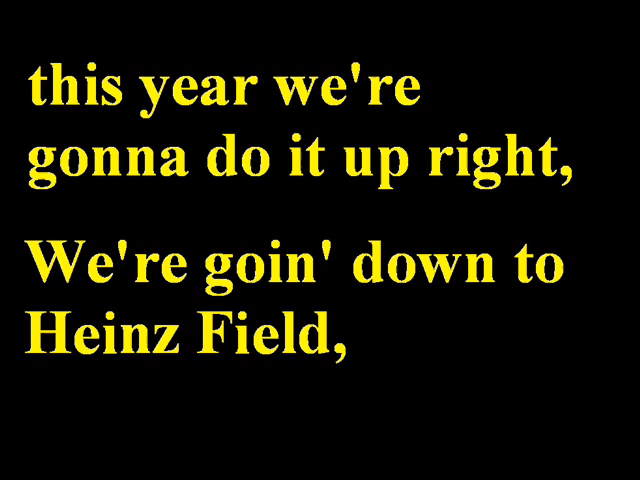 this year we're
gonna do it up right,
We're goin' down to
Heinz Field,